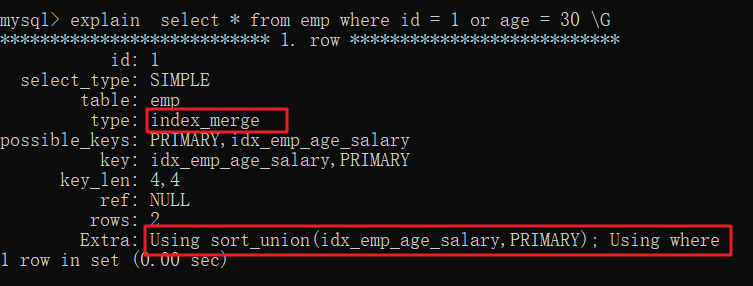 mysql> explain  select * from emp where id = 1 or age = 30 \G
*************************** 1. row ***************************
id: 1
select_type: SIMPLE
table: emp
type: index_merge
possible_keys: PRIMARY,idx_emp_age_salary
key: idx_emp_age_salary,PRIMARY
key_len: 4,4
ref: NULL
rows: 2
Extra: Using sort_union(idx_emp_age_salary,PRIMARY); Using where
1 row in set (0.00 sec)